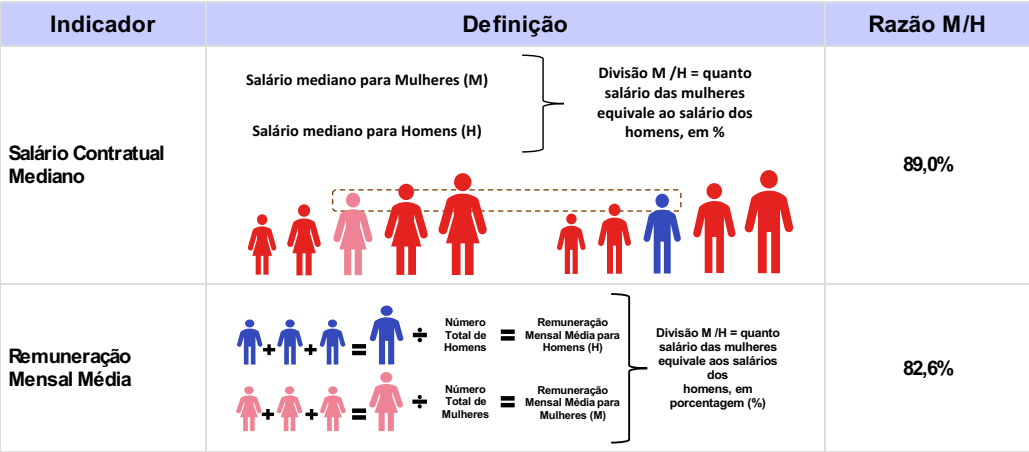 Indicador
Definição
Razão M/H
Salário Contratual
Mediano
Salário mediano para Mulheres (M)
Salário mediano para Homens (H)
Divisão M /H = quanto
salário das mulheres
equivale ao salário dos
homens, em %
89,0%
Remuneração
Mensal Média
+ + = ÷
Número
Total de
Homens
=
Remuneração
Mensal Média para
Homens (H)
+ + = ÷
Número
Total de
Mulheres
=
Remuneração
Mensal Média para
Mulheres (M)
Divisão M /H = quanto
salário das mulheres
equivale aos salários
dos
homens, em
porcentagem (%)
82,6%